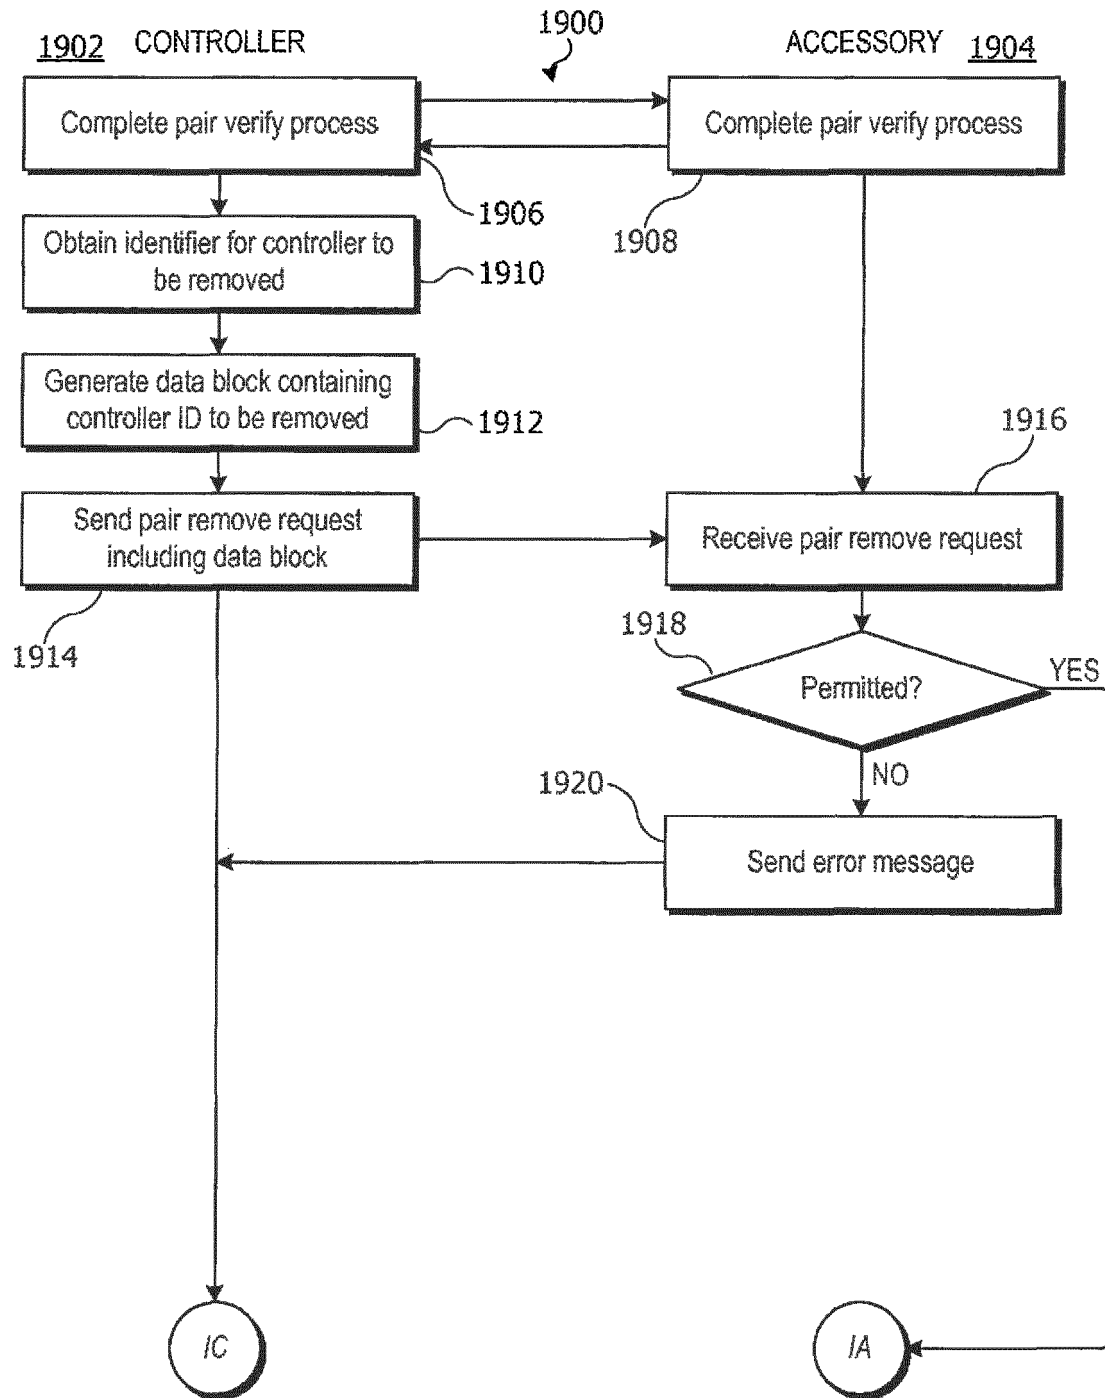 1902 CONTROLLER
1900
ACCESSORY 1904
Complete pair verify process
Complete pair verify process
1906
1908
Obtain identifier for controller to
be removed
1910
Generate data block containing
controller ID to be removed
1912
1916
Send pair remove request
including data block
Receive pair remove request
1914
1918
Permitted?
YES
NO
1920
Send error message
IC
IA